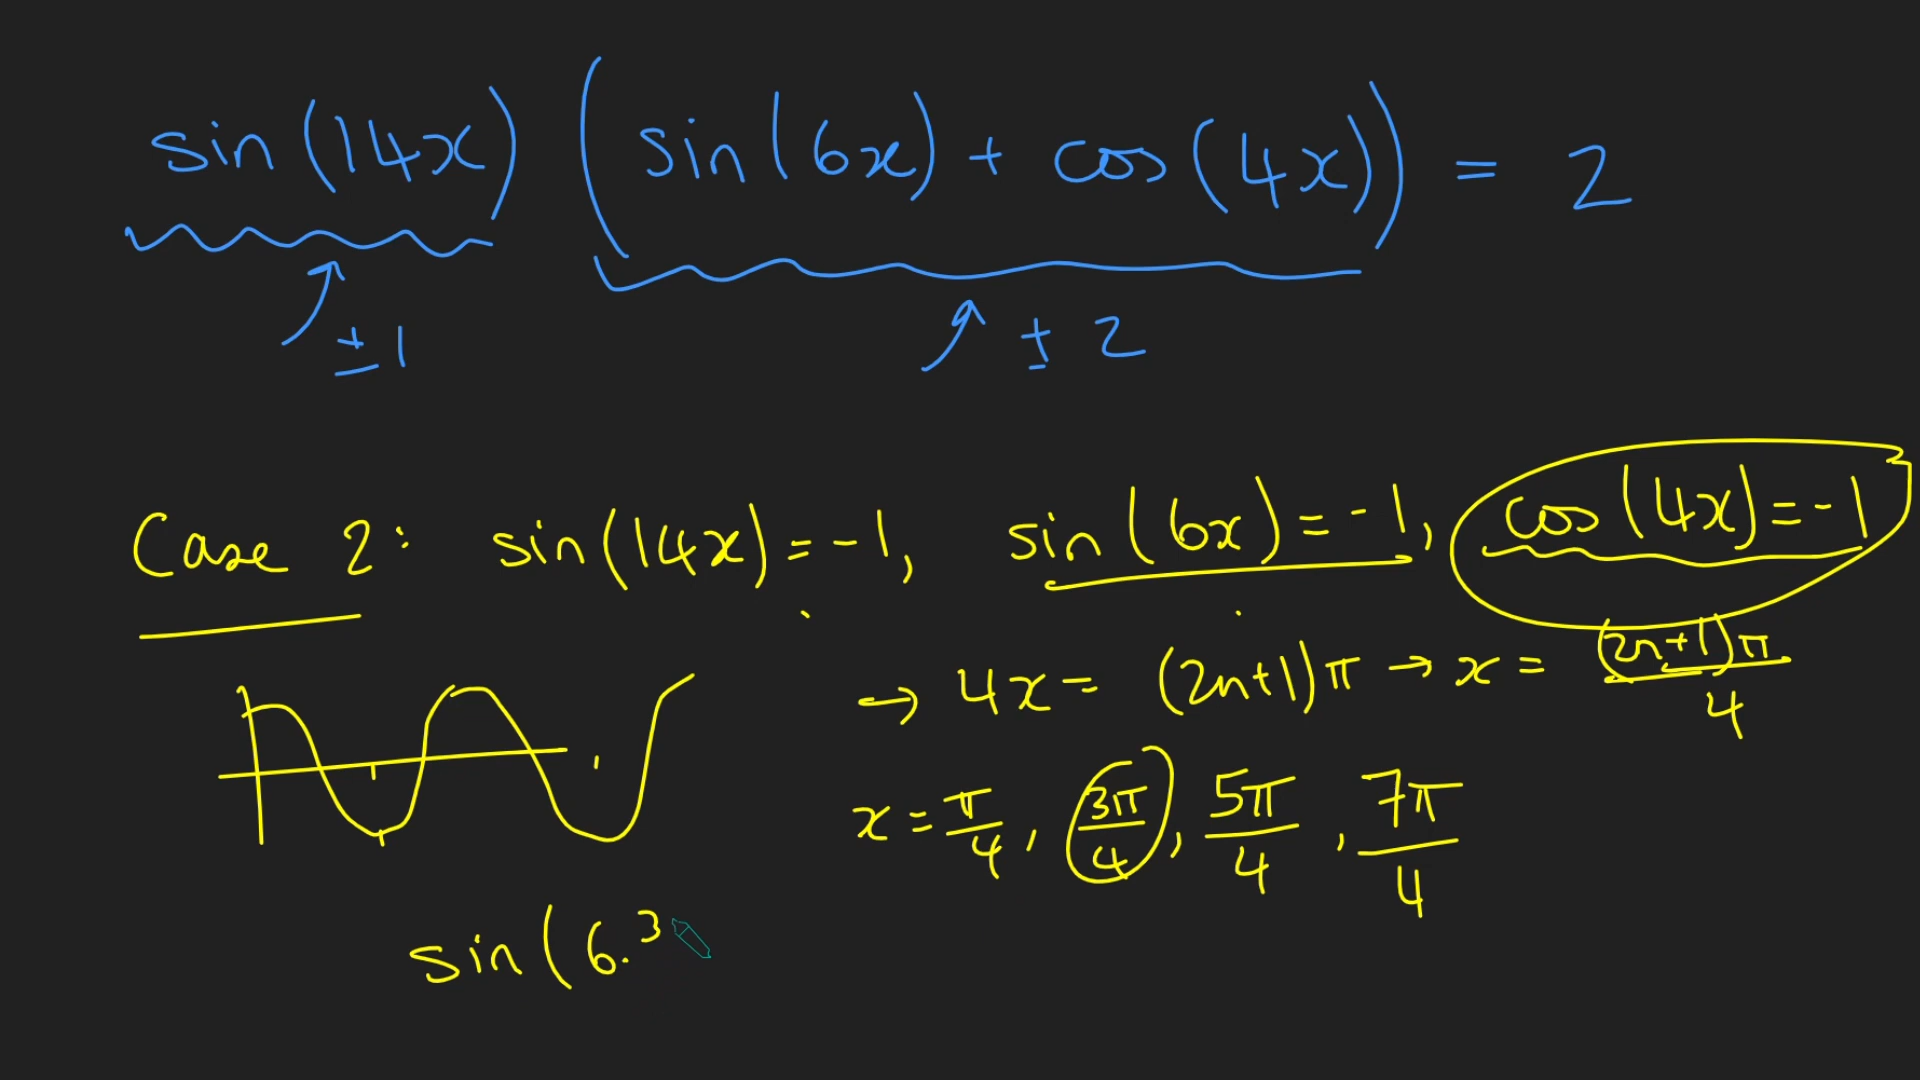 sin(14x) (sin(6x) + cos(4x)) = 2
±1 ± 2
Case 2: sin(14x) = -1, sin(6x) = -1, cos(4x) = -1
→ 4x = (2n+1)π → x = (2n+1)π/4
x = π/4, 3π/4, 5π/4, 7π/4
sin(6.3